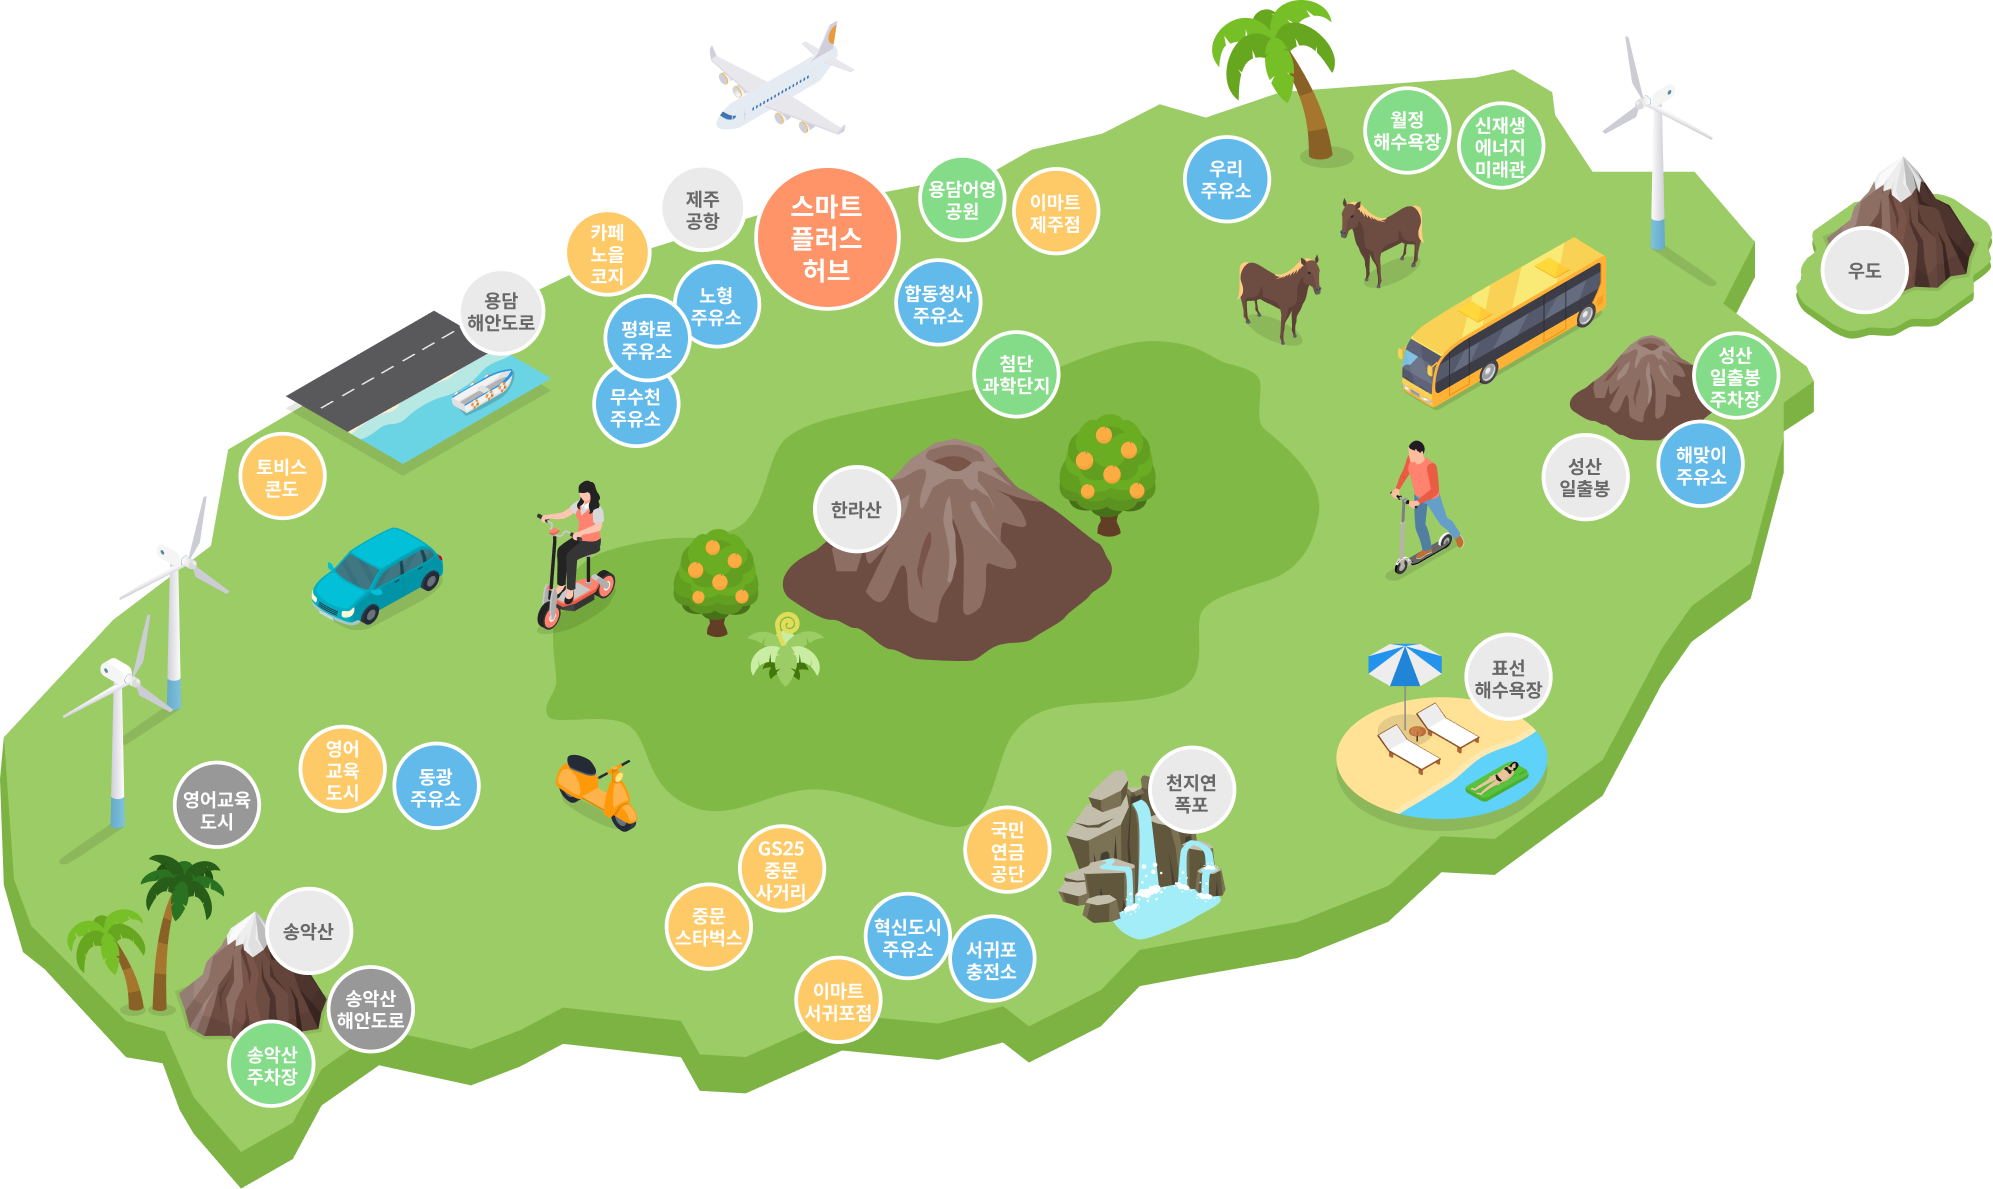 월정
해수욕장
신재생
에너지
미래관
우리
주유소
용담어영
공원
이마트
제주점
제주
공항
스마트
플러스
허브
카페
노을
코지
우도
용담
해안도로
노형
주유소
합동청사
주유소
평화로
주유소
무수천
주유소
첨단
과학단지
성산
일출봉
주차장
토비스
콘도
한라산
성산
일출봉
해맞이
주유소
표선
해수욕장
영어
교육
도시
동광
주유소
영어교육
도시
천지연
폭포
GS25
중문
사거리
국민
연금
공단
중문
스타벅스
혁신도시
주유소
서귀포
충전소
송악산
이마트
서귀포점
송악산
해안도로
송악산
주차장